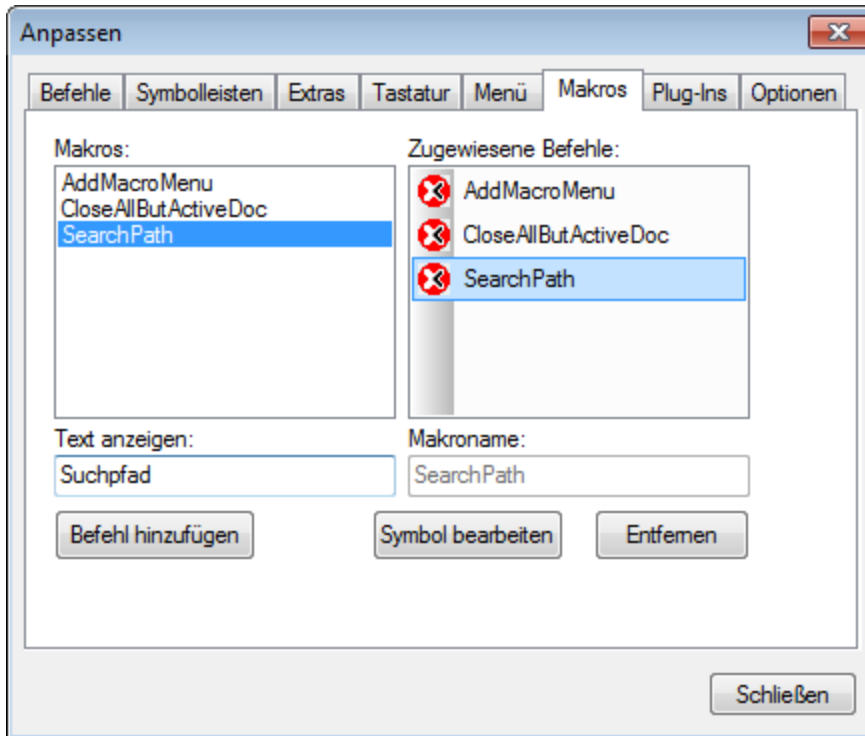 Anpassen
Befehle Symbolleisten Extras Tastatur Menü Makros Plug-Ins Optionen
Makros:
AddMacroMenu
CloseAllButActiveDoc
SearchPath
Zugewiesene Befehle:
AddMacroMenu
CloseAllButActiveDoc
SearchPath
Text anzeigen:
Suchpfad
Makroname:
SearchPath
Befehl hinzufügen Symbol bearbeiten Entfernen
Schließen